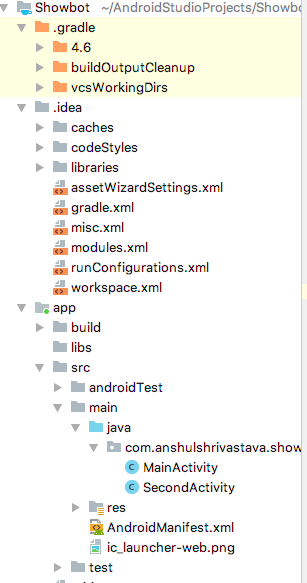 Showbot ~/AndroidStudioProjects/Showbot
.gradle
4.6
buildOutputCleanup
vcsWorkingDirs
.idea
caches
codeStyles
libraries
assetWizardSettings.xml
gradle.xml
misc.xml
modules.xml
runConfigurations.xml
workspace.xml
app
build
libs
src
androidTest
main
java
com.anshulshrivastava.show
MainActivity
SecondActivity
res
AndroidManifest.xml
ic_launcher-web.png
test